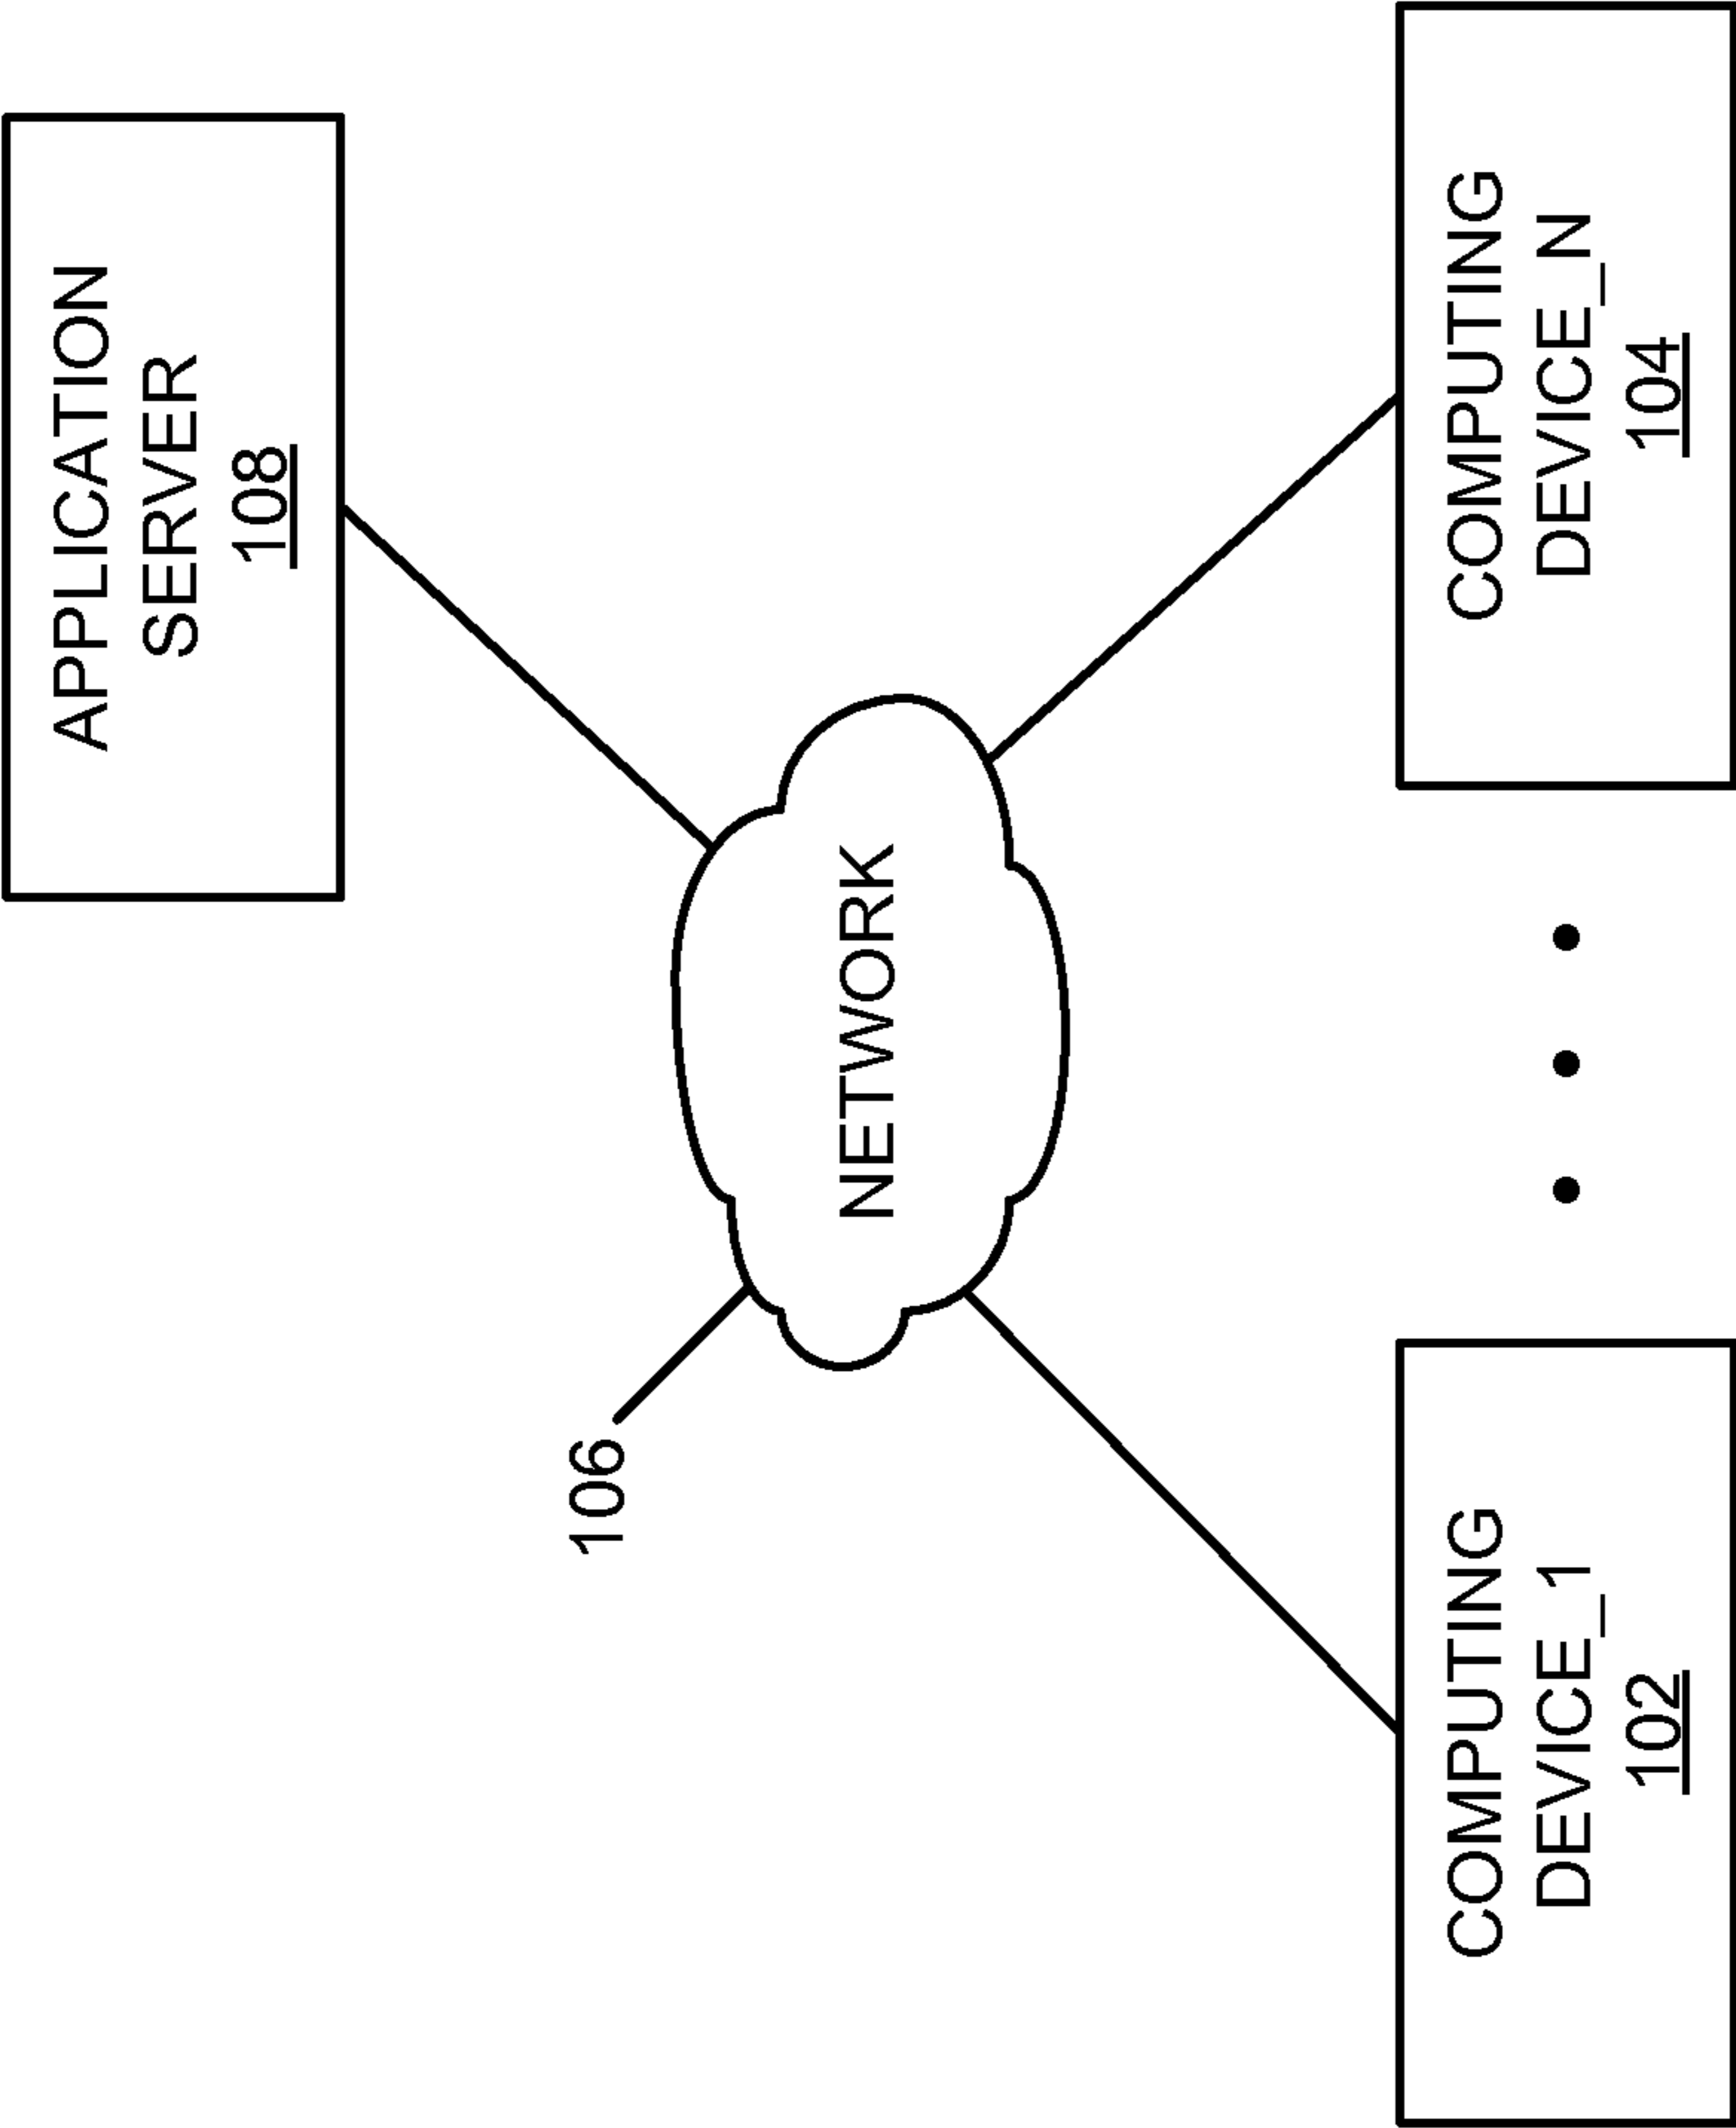 APPLICATION
SERVER
108
NETWORK
106
COMPUTING
DEVICE_1
102
COMPUTING
DEVICE_N
104